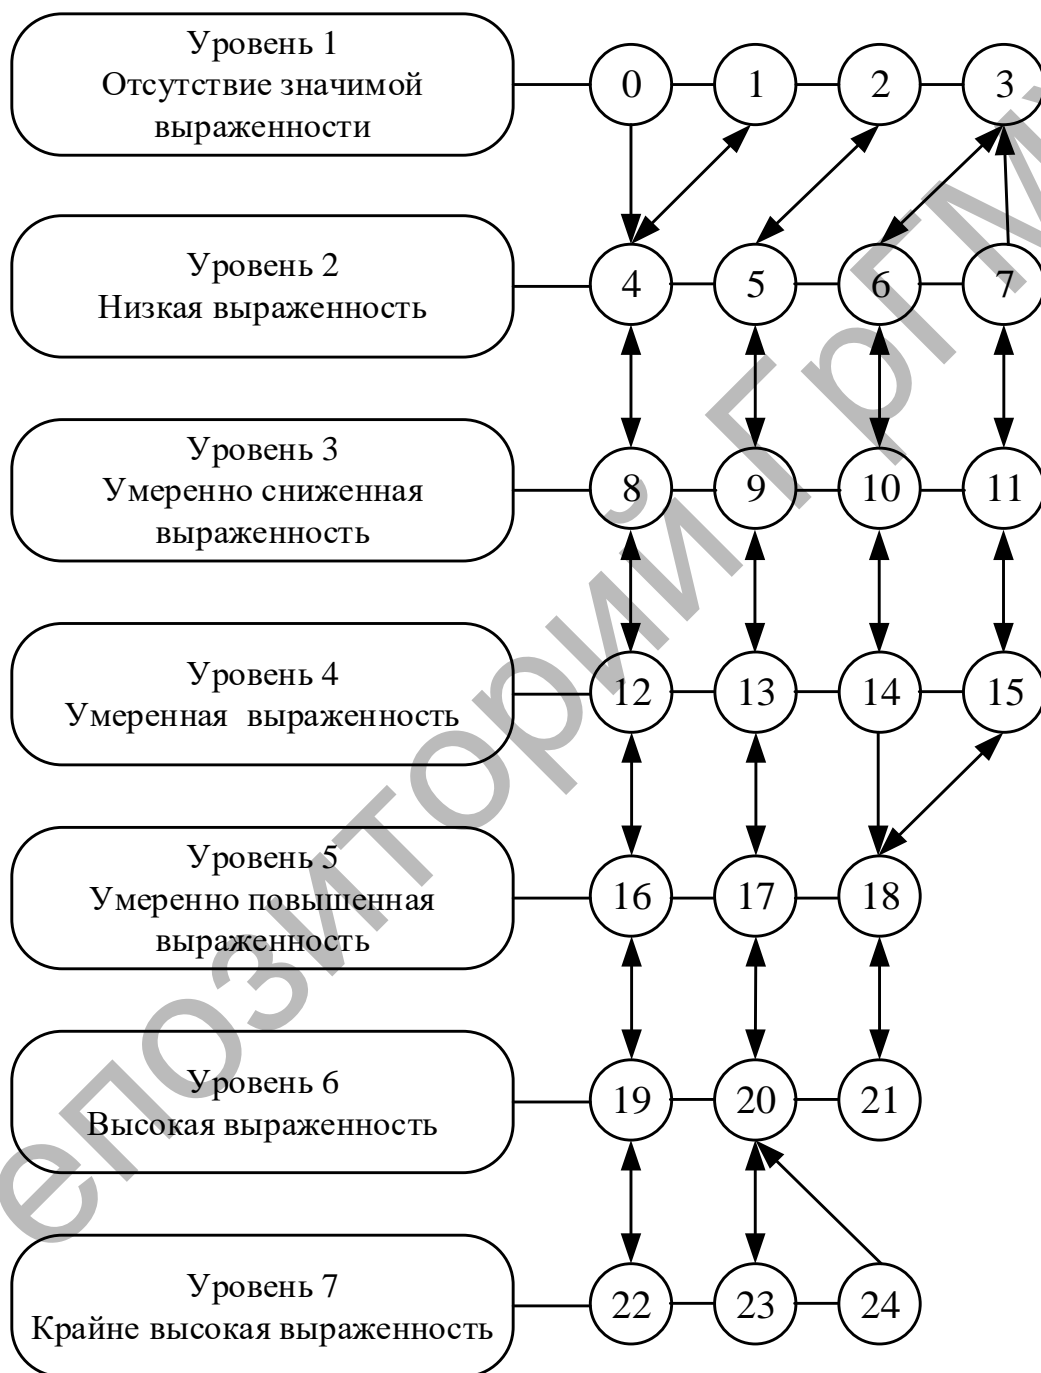 Уровень 1
Отсутствие значимой
выраженности
0 1 2 3
Уровень 2
Низкая выраженность
4 5 6 7
Уровень 3
Умеренно сниженная
выраженность
8 9 10 11
Уровень 4
Умеренная выраженность
12 13 14 15
Уровень 5
Умеренно повышенная
выраженность
16 17 18
Уровень 6
Высокая выраженность
19 20 21
Уровень 7
Крайне высокая выраженность
22 23 24
епозиторий ГрГМ